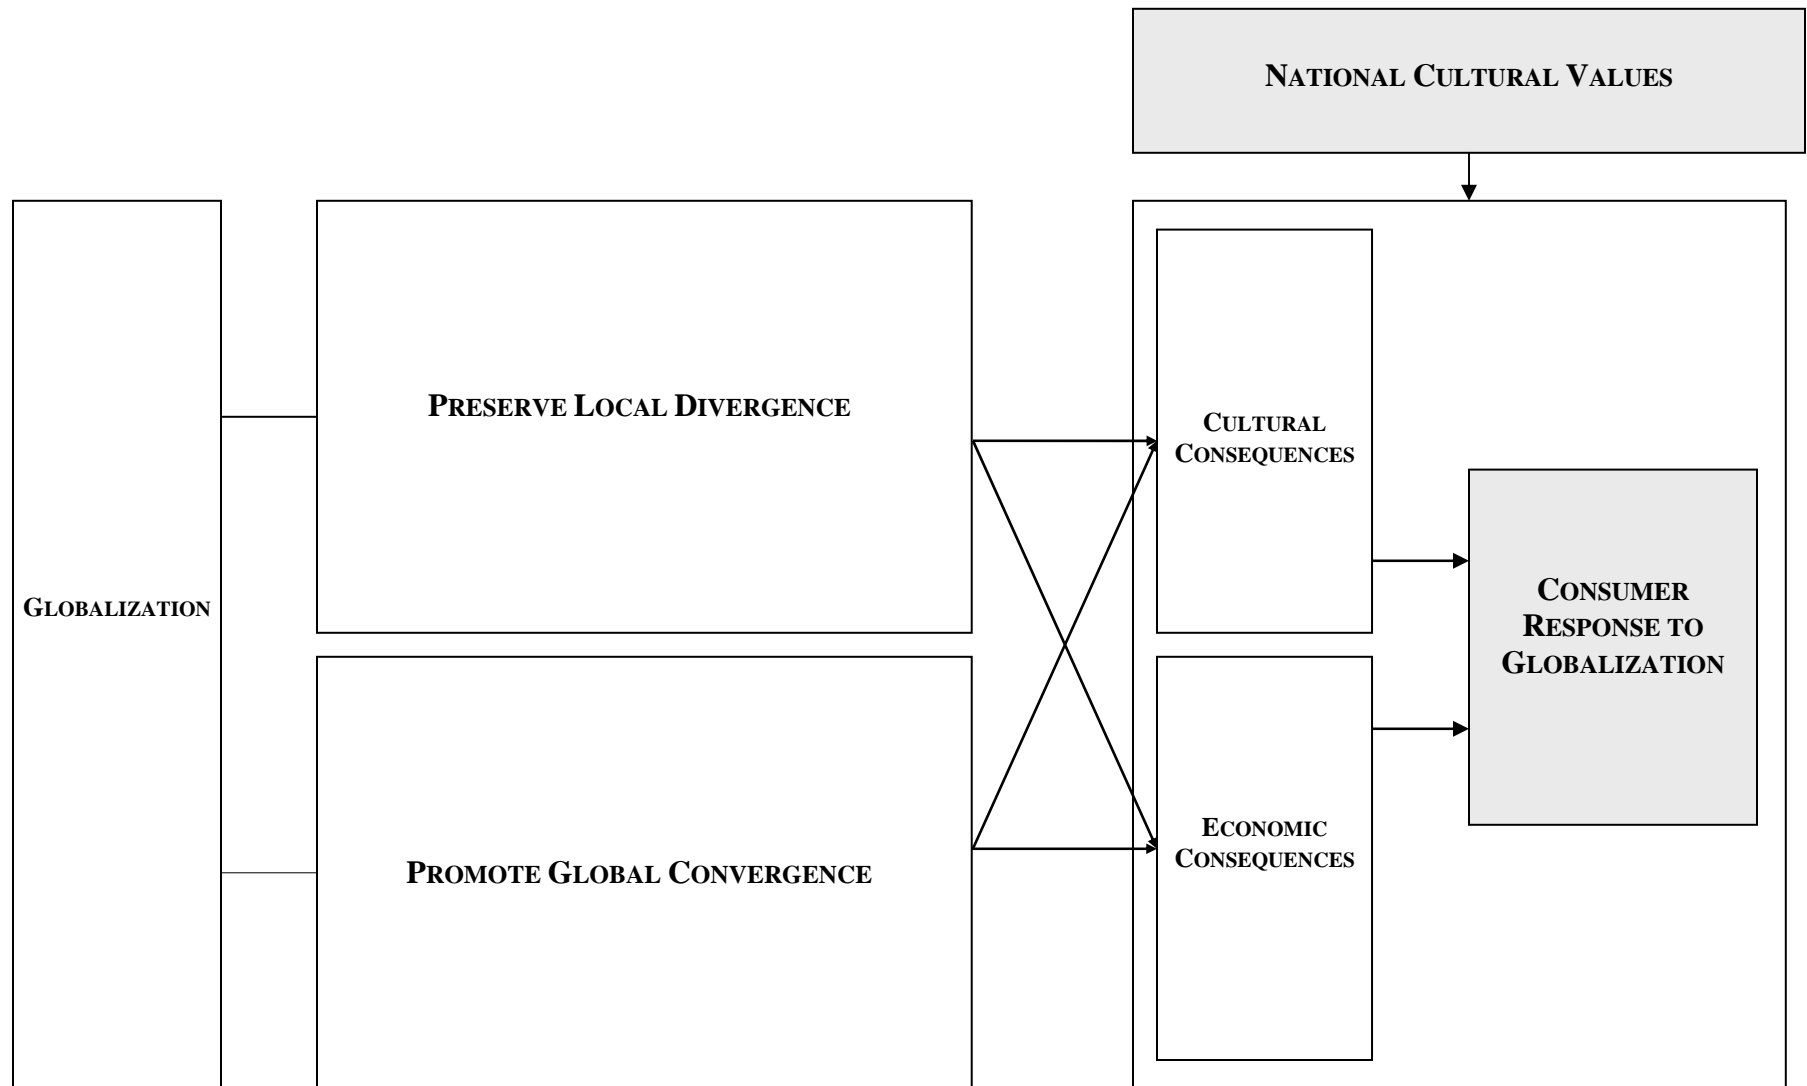 NATIONAL CULTURAL VALUES
PRESERVE LOCAL DIVERGENCE
CULTURAL
CONSEQUENCES
GLOBALIZATION
CONSUMER
RESPONSE TO
GLOBALIZATION
PROMOTE GLOBAL CONVERGENCE
ECONOMIC
CONSEQUENCES